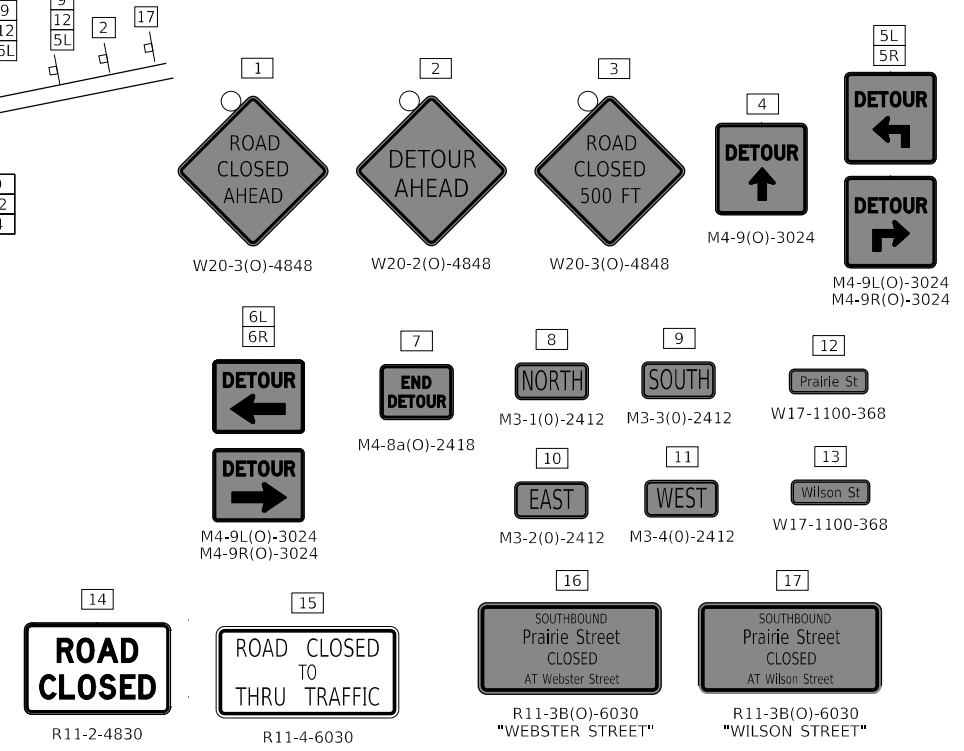 9
12
5L
9
12
5L
2
17
2
4
1
2
3
4
5L
5R
ROAD
CLOSED
AHEAD
W20-3(O)-4848
DETOUR
AHEAD
W20-2(O)-4848
ROAD
CLOSED
500 FT
W20-3(O)-4848
DETOUR
M4-9(O)-3024
DETOUR
DETOUR
M4-9L(O)-3024
M4-9R(O)-3024
6L
6R
DETOUR
DETOUR
M4-9L(O)-3024
M4-9R(O)-3024
7
END
DETOUR
M4-8a(O)-2418
8
NORTH
M3-1(0)-2412
9
SOUTH
M3-3(0)-2412
12
Prairie St
W17-1100-368
10
EAST
M3-2(0)-2412
11
WEST
M3-4(0)-2412
13
Wilson St
W17-1100-368
14
ROAD
CLOSED
R11-2-4830
15
ROAD CLOSED
TO
THRU TRAFFIC
R11-4-6030
16
SOUTHBOUND
Prairie Street
CLOSED
AT Webster Street
R11-3B(O)-6030
"WEBSTER STREET"
17
SOUTHBOUND
Prairie Street
CLOSED
AT Wilson Street
R11-3B(O)-6030
"WILSON STREET"